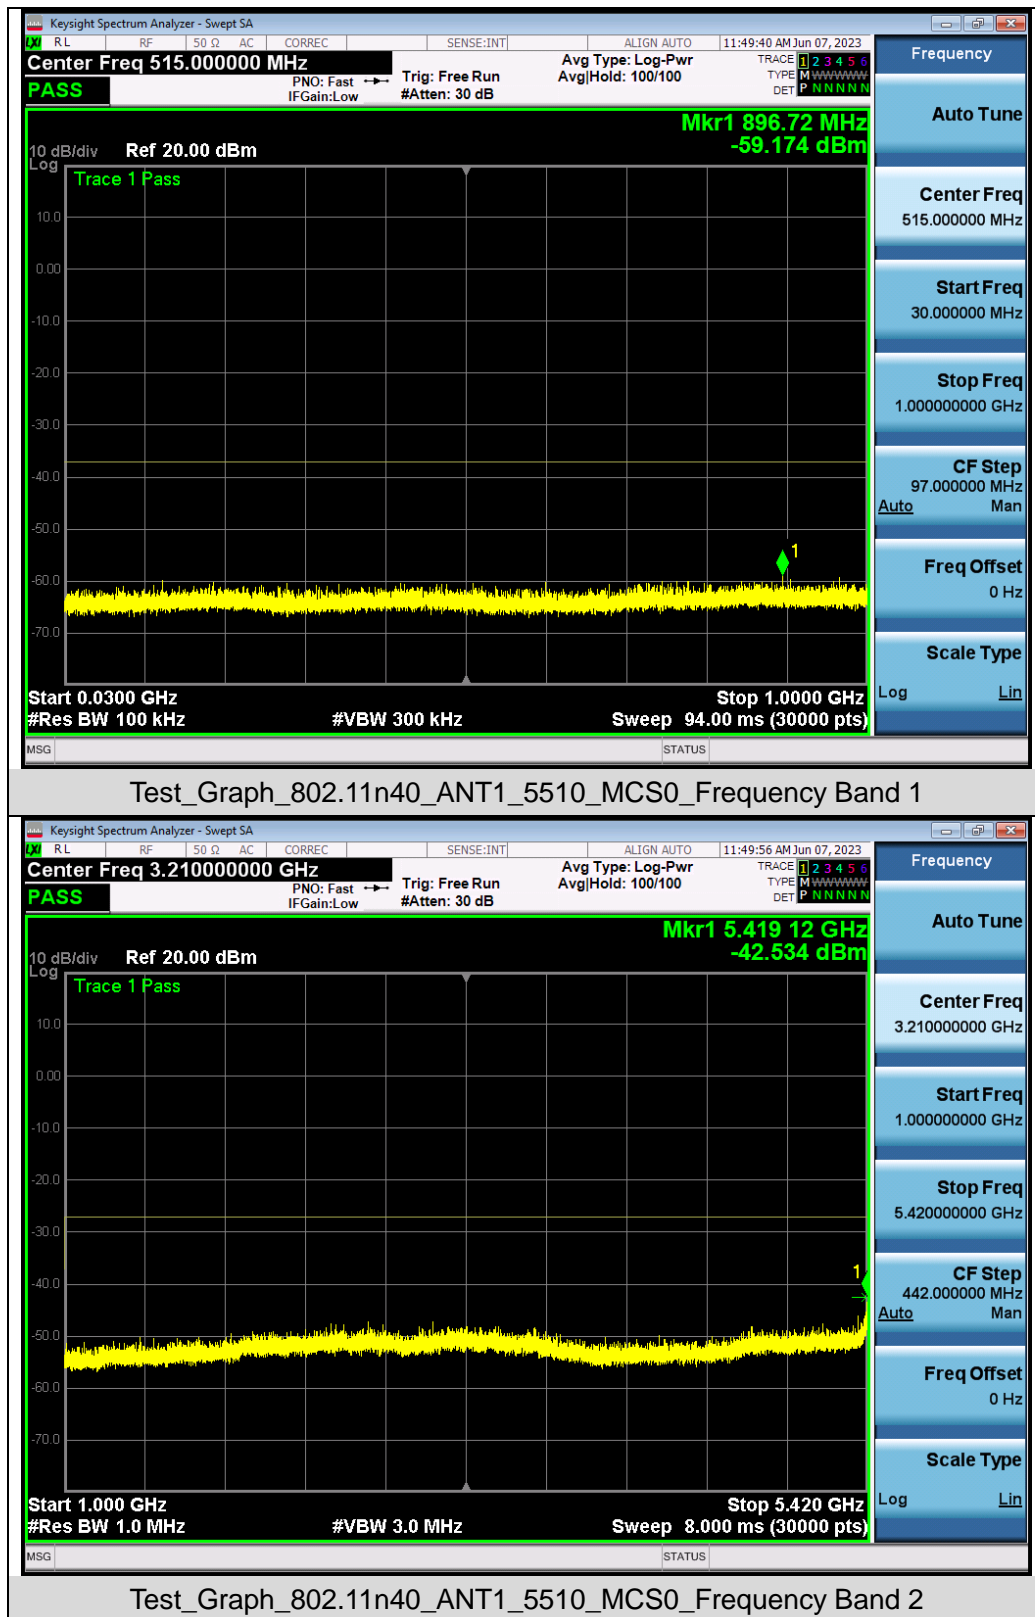 Keysight Spectrum Analyzer - Swept SA
LXI RL RF 50 Ω AC CORREC SENSE:INT ALIGN AUTO 11:49:40 AM Jun 07, 2023
Center Freq 515.000000 MHz
PNO: Fast
IFGain:Low
Trig: Free Run
#Atten: 30 dB
Avg Type: Log-Pwr
Avg|Hold: 100/100
TRACE 1 2 3 4 5 6
TYPE M WWWWW
DET P N N N N N
PASS
Mkr1 896.72 MHz
-59.174 dBm
10 dB/div Ref 20.00 dBm
Log
Trace 1 Pass
10.0
0.00
-10.0
-20.0
-30.0
-40.0
-50.0
-60.0
-70.0
1
Start 0.0300 GHz Stop 1.0000 GHz
#Res BW 100 kHz #VBW 300 kHz Sweep 94.00 ms (30000 pts)
MSG STATUS
Frequency
Auto Tune
Center Freq
515.000000 MHz
Start Freq
30.000000 MHz
Stop Freq
1.000000000 GHz
CF Step
97.000000 MHz
Auto Man
Freq Offset
0 Hz
Scale Type
Log Lin
Test_Graph_802.11n40_ANT1_5510_MCS0_Frequency Band 1
Keysight Spectrum Analyzer - Swept SA
LXI RL RF 50 Ω AC CORREC SENSE:INT ALIGN AUTO 11:49:56 AM Jun 07, 2023
Center Freq 3.210000000 GHz
PNO: Fast
IFGain:Low
Trig: Free Run
#Atten: 30 dB
Avg Type: Log-Pwr
Avg|Hold: 100/100
TRACE 1 2 3 4 5 6
TYPE M WWWWW
DET P N N N N N
PASS
Mkr1 5.419 12 GHz
-42.534 dBm
10 dB/div Ref 20.00 dBm
Log
Trace 1 Pass
10.0
0.00
-10.0
-20.0
-30.0
-40.0
-50.0
-60.0
-70.0
1
Start 1.000 GHz Stop 5.420 GHz
#Res BW 1.0 MHz #VBW 3.0 MHz Sweep 8.000 ms (30000 pts)
MSG STATUS
Frequency
Auto Tune
Center Freq
3.210000000 GHz
Start Freq
1.000000000 GHz
Stop Freq
5.420000000 GHz
CF Step
442.000000 MHz
Auto Man
Freq Offset
0 Hz
Scale Type
Log Lin
Test_Graph_802.11n40_ANT1_5510_MCS0_Frequency Band 2